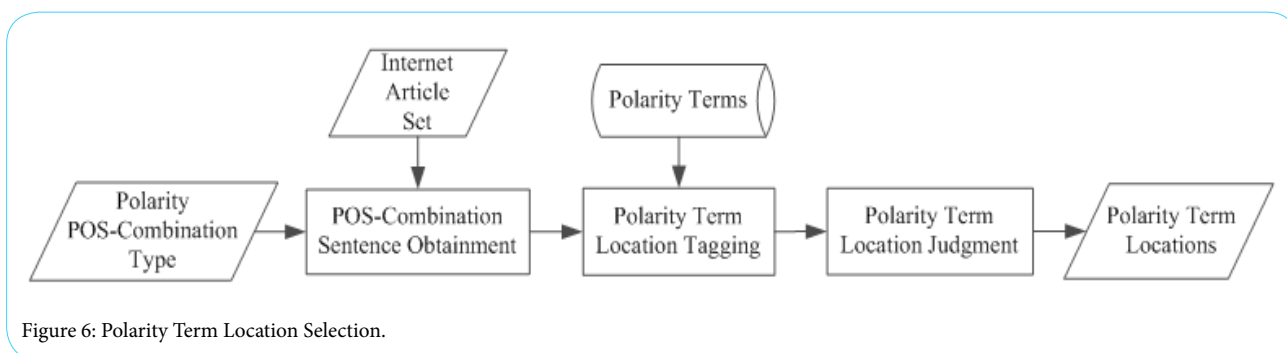 Internet
Article
Set
Polarity Terms
Polarity
POS-Combination
Type
POS-Combination
Sentence Obtainment
Polarity Term
Location Tagging
Polarity Term
Location Judgment
Polarity Term
Locations
Figure 6: Polarity Term Location Selection.